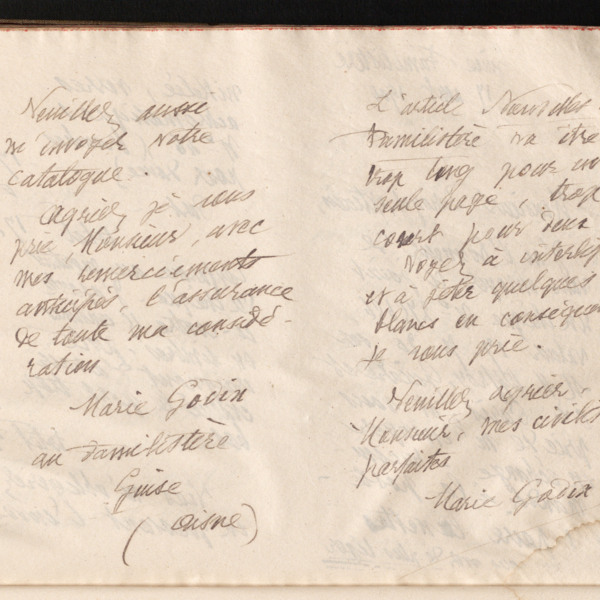 Veuillez aussi
m'envoyer votre
catalogue.
Agréez je vous
prie, Monsieur, avec
mes remerciements
anticipés, l'assurance
de toute ma considé-
ration
Marie Godin
au Familistère
Guise
(Aisne)
L'article Nouvelles
Familistère va être
trop long pour un
seule page, trop
court pour deux
Voyez à interlig
et à jeter quelques
blancs en conséquen
je vous prie.
Veuillez agréer,
Monsieur, mes civilit
parfaites
Marie Godin